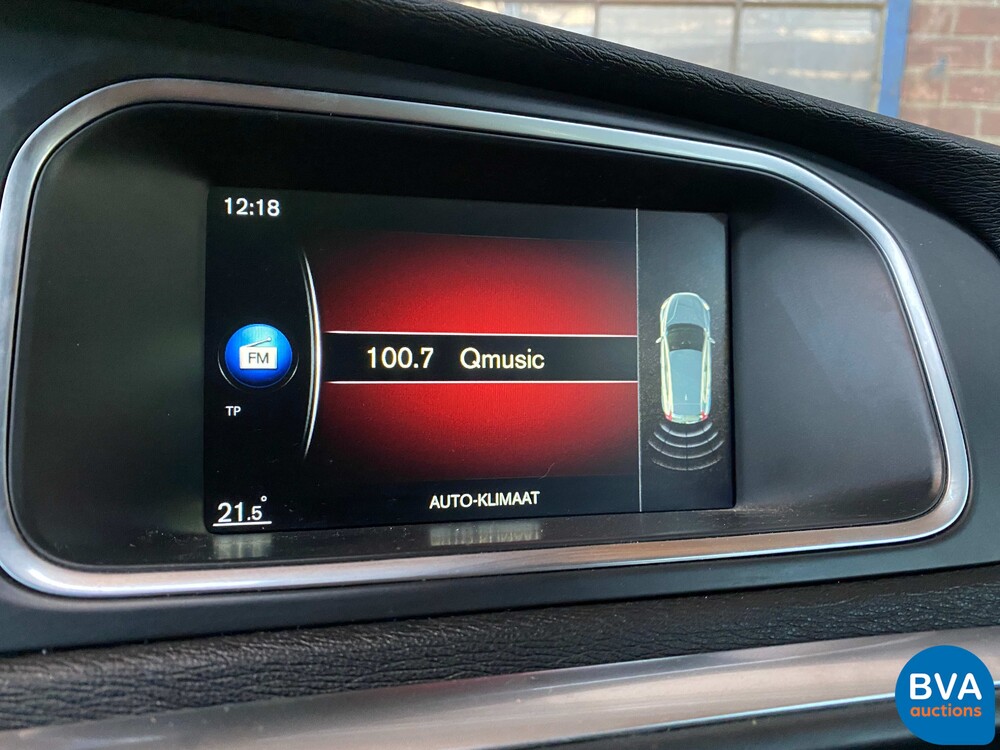 12:18
FM
100.7 Qmusic
TP
21.5°
AUTO-KLIMAAT
BVA
auctions